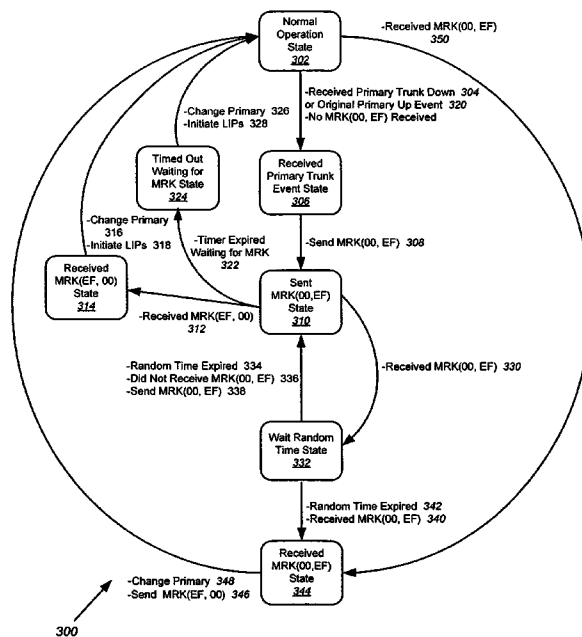 Normal
Operation
State
302
-Received MRK(00, EF)
350
-Received Primary Trunk Down 304
or Original Primary Up Event 320
-No MRK(00, EF) Received
-Change Primary 326
-Initiate LIPs 328
Timed Out
Waiting for
MRK State
324
Received
Primary Trunk
Event State
306
-Change Primary
316
-Initiate LIPs 318
-Timer Expired
Waiting for MRK
322
-Send MRK(00, EF) 308
Received
MRK(EF, 00)
State
314
Sent
MRK(00,EF)
State
310
-Received MRK(EF, 00)
312
-Random Time Expired 334
-Did Not Receive MRK(00, EF) 336
-Send MRK(00, EF) 338
-Received MRK(00, EF) 330
Wait Random
Time State
332
-Random Time Expired 342
-Received MRK(00, EF) 340
Received
MRK(00,EF)
State
344
-Change Primary 348
-Send MRK(EF, 00) 346
300